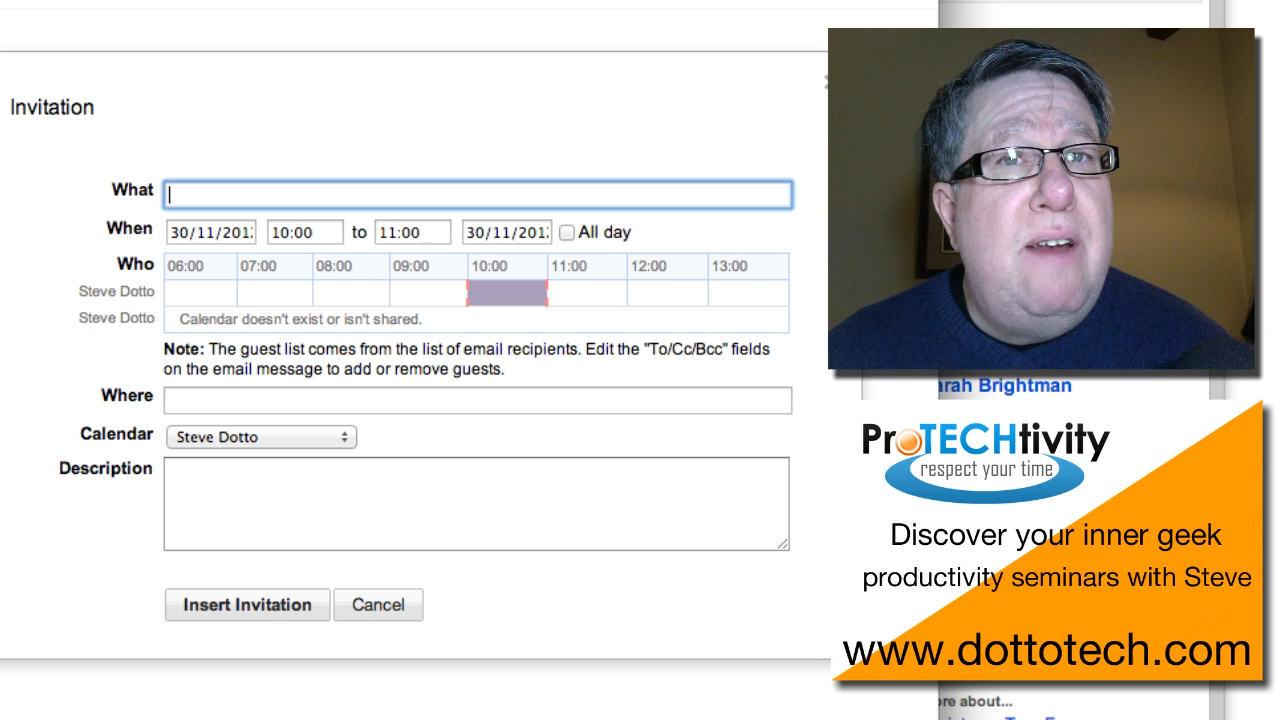 Invitation
What
When 30/11/201 10:00 to 11:00 30/11/201 All day
Who 06:00 07:00 08:00 09:00 10:00 11:00 12:00 13:00
Steve Dotto
Steve Dotto Calendar doesn't exist or isn't shared.
Note: The guest list comes from the list of email recipients. Edit the "To/Cc/Bcc" fields
on the email message to add or remove guests.
Where
Calendar Steve Dotto
Description
Insert Invitation Cancel
arah Brightman
ProTECHtivity
respect your time
Discover your inner geek
productivity seminars with Steve
www.dottotech.com
ore about...